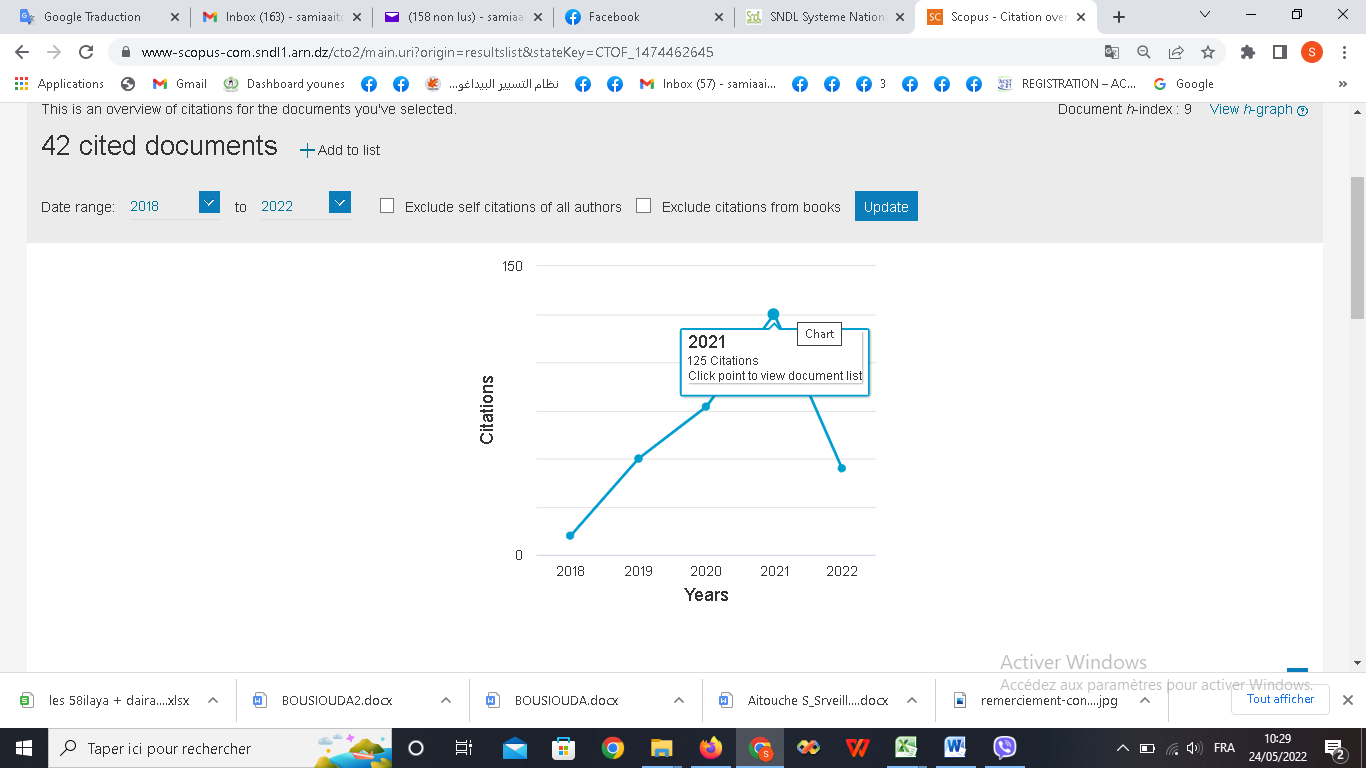 Google Traduction
Inbox (163) - samiaaito
(158 non lus) - samiaa
Facebook
SNDL Systeme Nation
Scopus - Citation over
www-scopus-com.sndl1.arn.dz/cto2/main.uri?origin=resultslist&stateKey=CTOF_1474462645
S
Applications
Gmail
Dashboard younes
نظام التسيير البيداغو...
Inbox (57) - samiaai...
3
REGISTRATION – AC...
Google
»
This is an overview of citations for the documents you've selected.
Document h-index : 9 View h-graph
42 cited documents
Add to list
Date range: 2018 to 2022 Exclude self citations of all authors Exclude citations from books Update
150
Chart
2021
125 Citations
Click point to view document list
Citations
0
2018 2019 2020 2021 2022
Years
Activer Windows
Accédez aux paramètres pour activer Windows.
les 58ilaya + daira....xlsx
BOUSIOUDA2.docx
BOUSIOUDA.docx
Aitouche S_Srveill....docx
remerciement-con....jpg
Tout afficher
Taper ici pour rechercher
FRA
10:29
24/05/2022
2